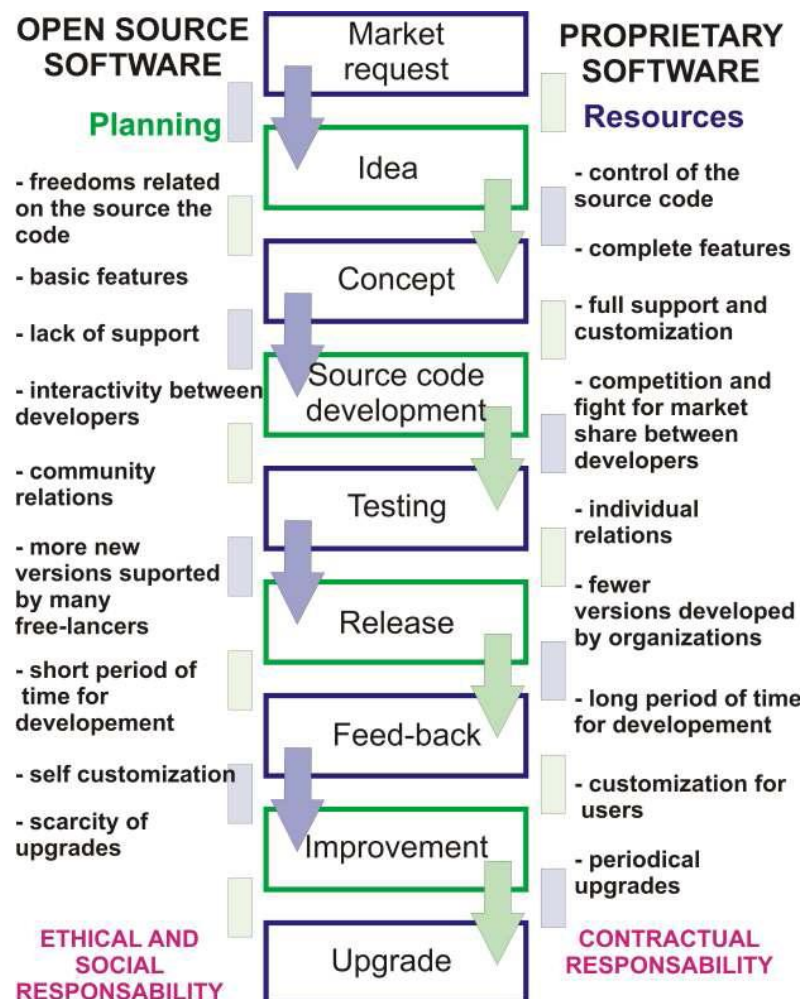 OPEN SOURCE
SOFTWARE
Planning
- freedoms related
on the source the
code
- basic features
- lack of support
- interactivity between
developers
- community
relations
- more new
versions suported
by many
free-lancers
- short period of
time for
developement
- self customization
- scarcity of
upgrades
ETHICAL AND
SOCIAL
RESPONSABILITY
Market
request
Idea
Concept
Source code
development
Testing
Release
Feed-back
Improvement
Upgrade
PROPRIETARY
SOFTWARE
Resources
- control of the
source code
- complete features
- full support and
customization
- competition and
fight for market
share between
developers
- individual
relations
- fewer
versions developed
by organizations
- long period of time
for developement
- customization for
users
- periodical
upgrades
CONTRACTUAL
RESPONSABILITY